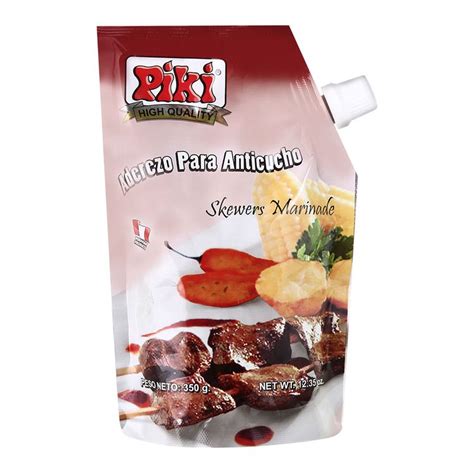 Piki®
HIGH QUALITY
Aderezo Para Anticucho
Skewers Marinade
PESO NETO: 350 g.
NET WT. 12.35 oz.